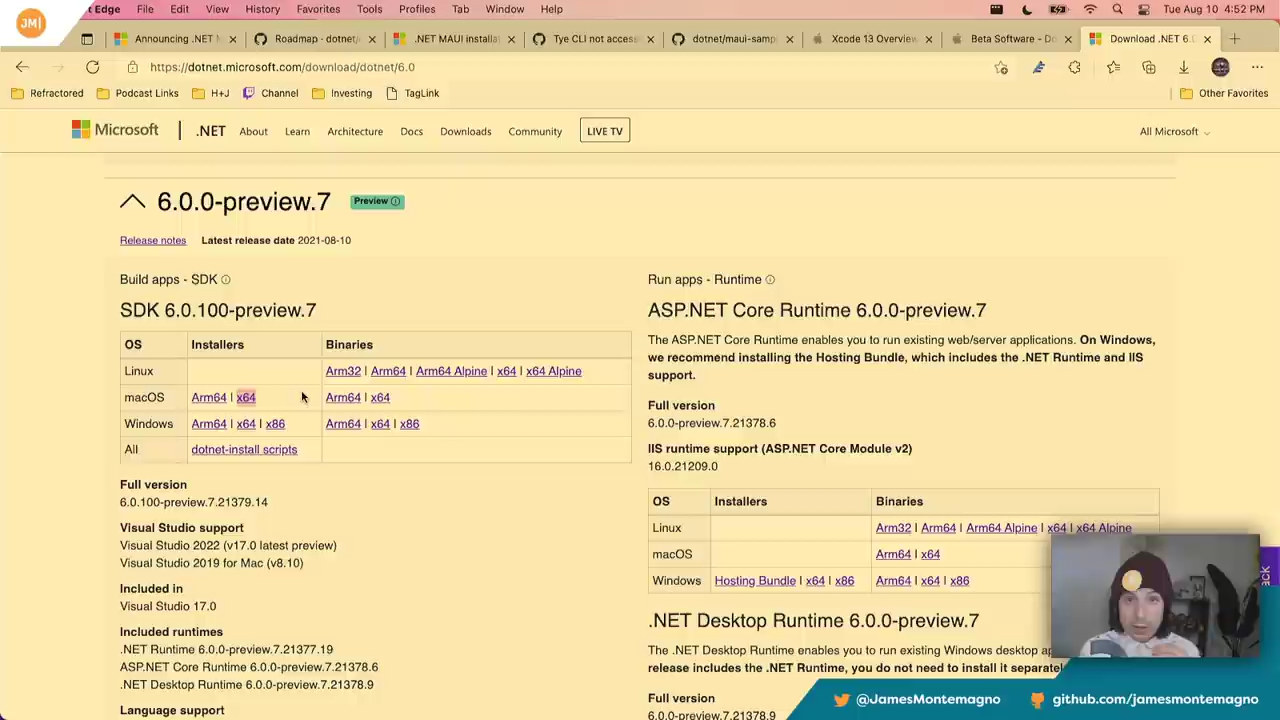 JM|
Edge File Edit View History Favorites Tools Profiles Tab Window Help
Tue Aug 10 4:52 PM
Announcing .NET M
Roadmap - dotnet/
.NET MAUI installa
Tye CLI not access
dotnet/maui-samp
Xcode 13 Overview
Beta Software - Do
Download .NET 6.0
https://dotnet.microsoft.com/download/dotnet/6.0
Refractored Podcast Links H+J Channel Investing TagLink Other Favorites
Microsoft .NET About Learn Architecture Docs Downloads Community LIVE TV All Microsoft
6.0.0-preview.7 Preview
Release notes Latest release date 2021-08-10
Build apps - SDK
SDK 6.0.100-preview.7
OS Installers Binaries
Linux Arm32 | Arm64 | Arm64 Alpine | x64 | x64 Alpine
macOS Arm64 | x64 Arm64 | x64
Windows Arm64 | x64 | x86 Arm64 | x64 | x86
All dotnet-install scripts
Full version
6.0.100-preview.7.21379.14
Visual Studio support
Visual Studio 2022 (v17.0 latest preview)
Visual Studio 2019 for Mac (v8.10)
Included in
Visual Studio 17.0
Included runtimes
.NET Runtime 6.0.0-preview.7.21377.19
ASP.NET Core Runtime 6.0.0-preview.7.21378.6
.NET Desktop Runtime 6.0.0-preview.7.21378.9
Language support
Run apps - Runtime
ASP.NET Core Runtime 6.0.0-preview.7
The ASP.NET Core Runtime enables you to run existing web/server applications. On Windows,
we recommend installing the Hosting Bundle, which includes the .NET Runtime and IIS
support.
Full version
6.0.0-preview.7.21378.6
IIS runtime support (ASP.NET Core Module v2)
16.0.21209.0
OS Installers Binaries
Linux Arm32 | Arm64 | Arm64 Alpine | x64 | x64 Alpine
macOS Arm64 | x64
Windows Hosting Bundle | x64 | x86 Arm64 | x64 | x86
.NET Desktop Runtime 6.0.0-preview.7
The .NET Desktop Runtime enables you to run existing Windows desktop ap
release includes the .NET Runtime, you do not need to install it separatel
Full version
6.0.0-preview.7.21378.9
@JamesMontemagno github.com/jamesmontemagno